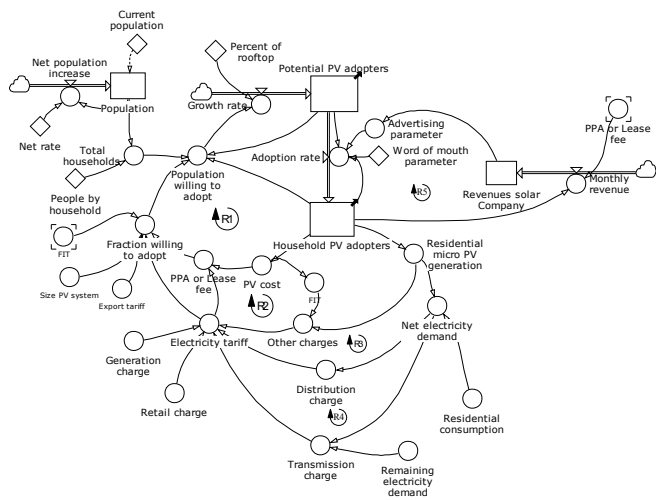 Current
population
Net population
increase
Population
Net rate
Total
households
People by
household
Percent of
rooftop
Potential PV adopters
Growth rate
Advertising
parameter
Adoption rate
Word of mouth
parameter
Population
willing to
adopt
PPA or Lease
fee
Monthly
revenue
Revenues solar
Company
R5
R1
Household PV adopters
FIT
Fraction willing
to adopt
Size PV system
Export tariff
PPA or Lease
fee
PV cost
FIT
Residential
micro PV
generation
R2
Electricity tariff
Other charges
R3
Net electricity
demand
Generation
charge
Retail charge
Distribution
charge
R4
Residential
consumption
Transmission
charge
Remaining
electricity
demand